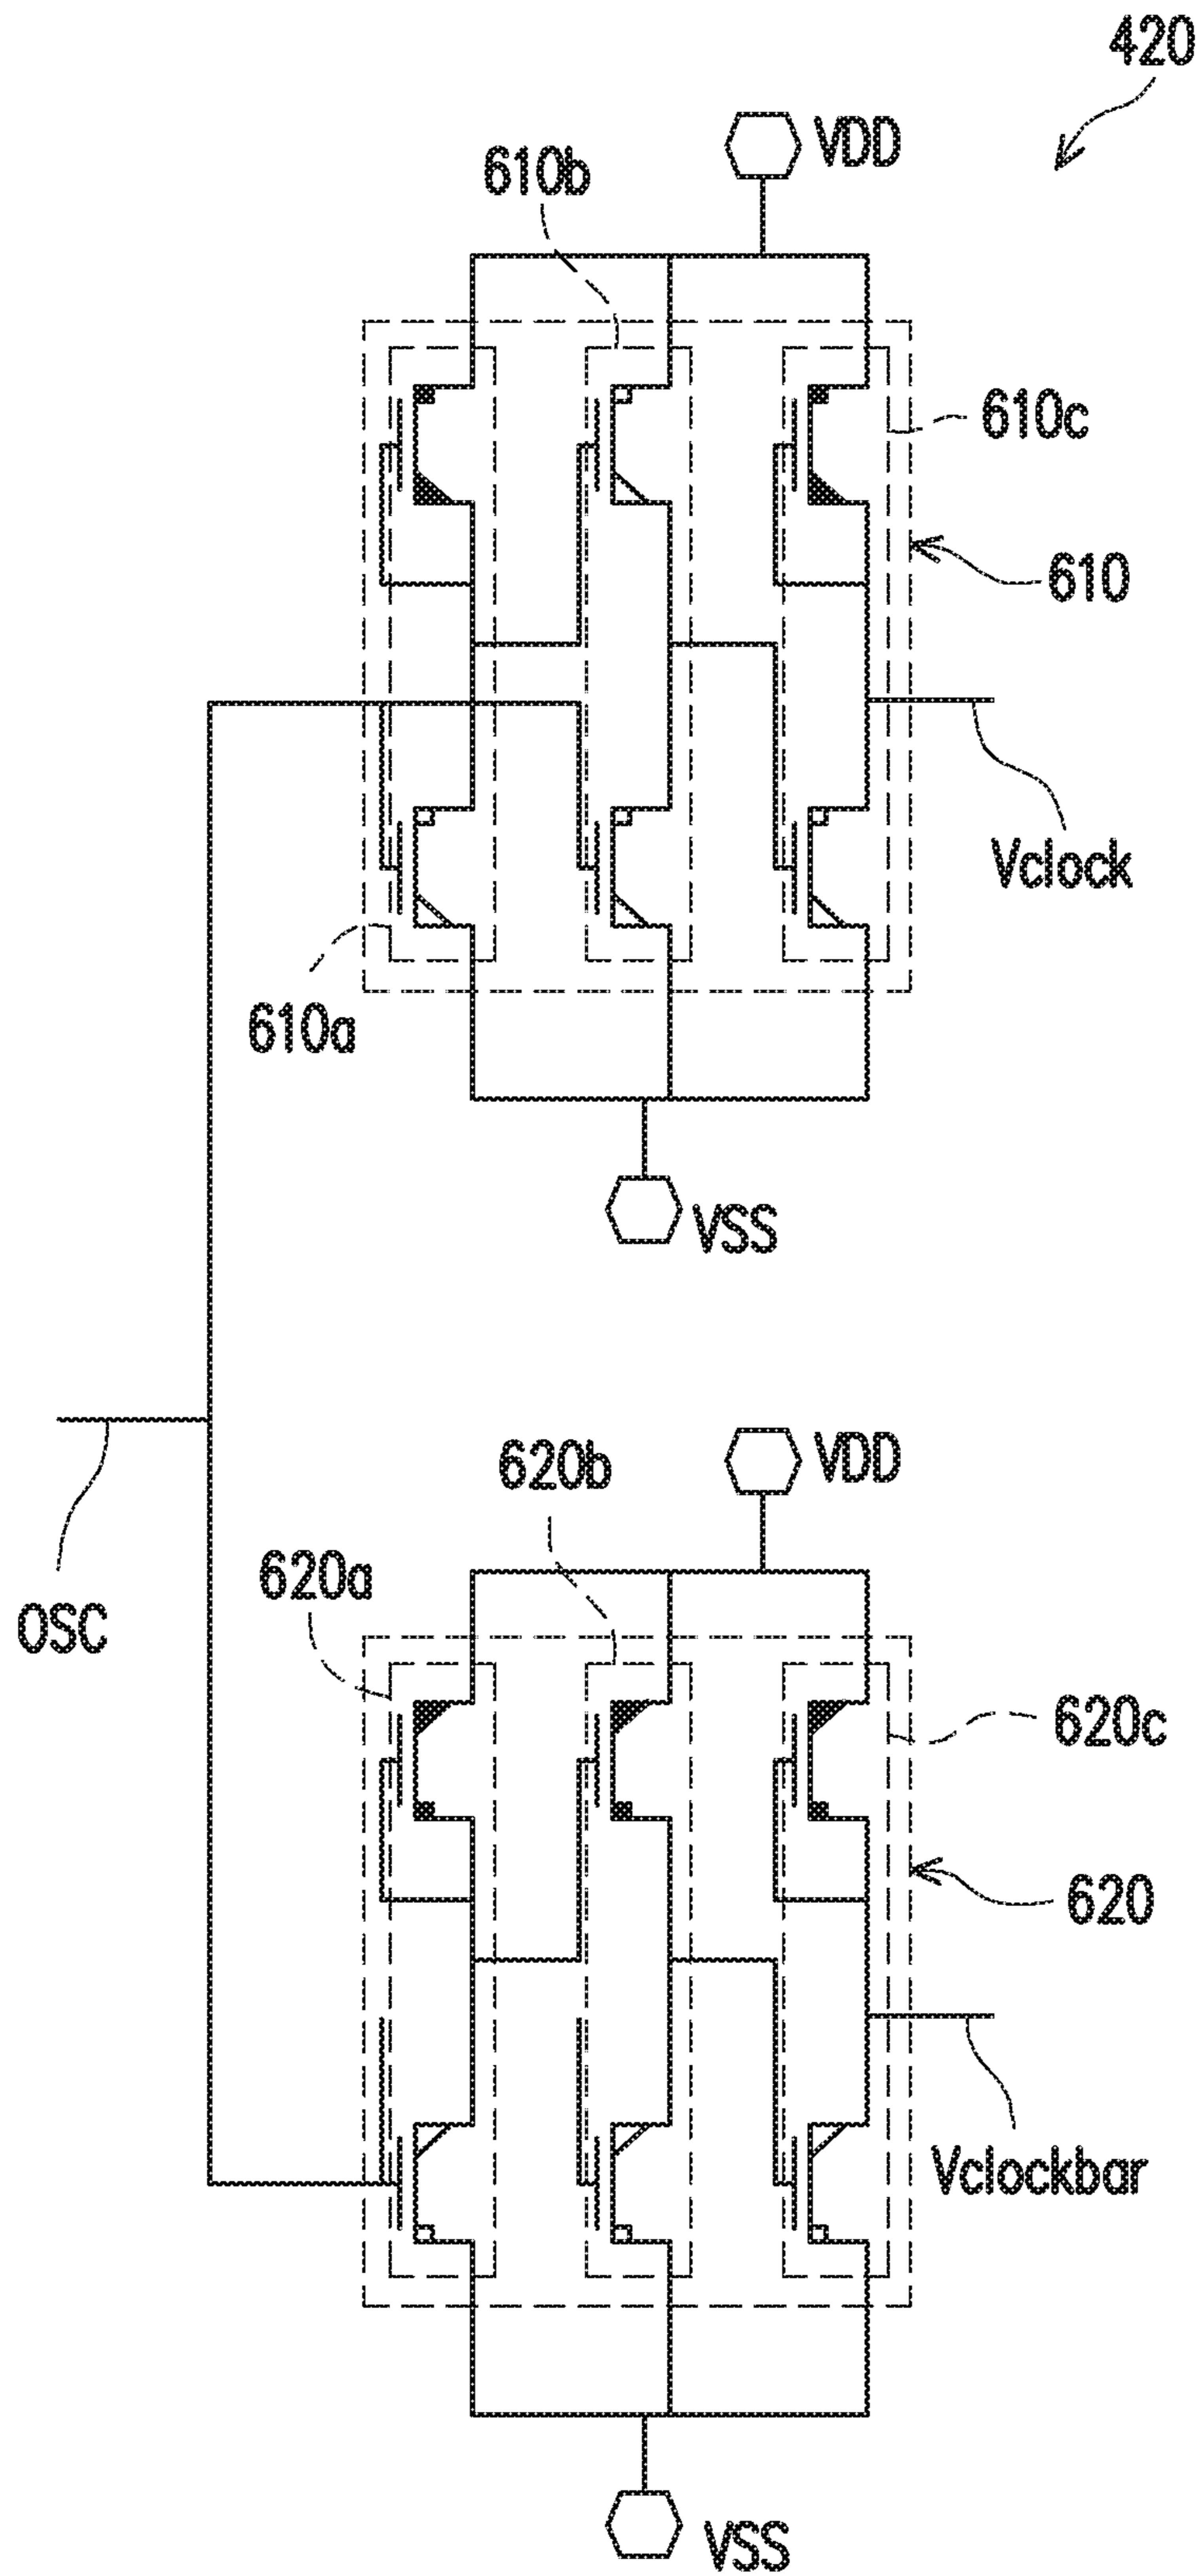 420
VDD
610b
610c
610
Vclock
610a
VSS
VDD
620b
620a
OSC
620c
620
Vclockbar
VSS